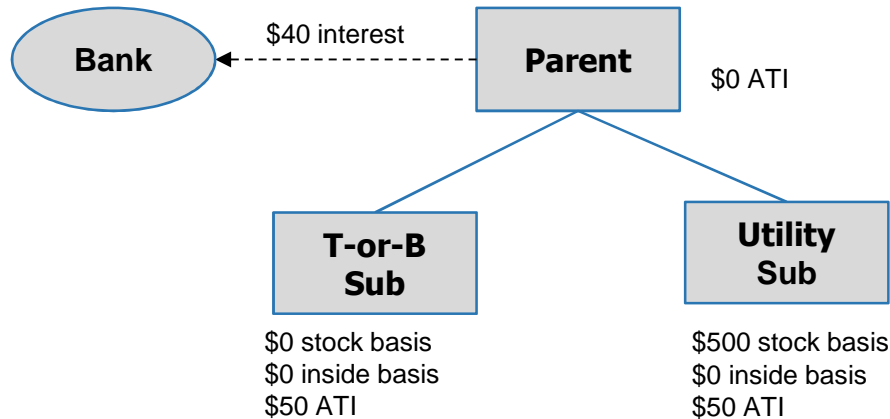 Bank
$40 interest
Parent
$0 ATI
T-or-B
Sub
Utility
Sub
$0 stock basis
$0 inside basis
$50 ATI
$500 stock basis
$0 inside basis
$50 ATI